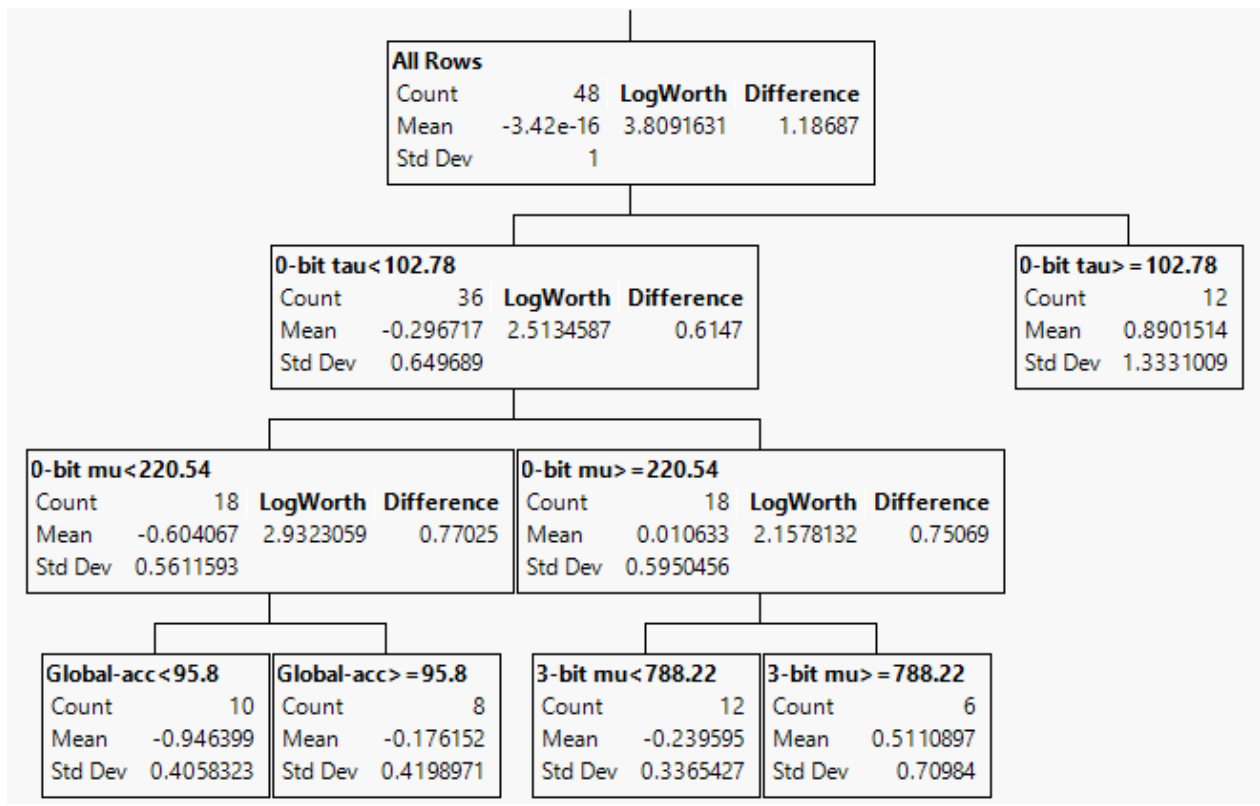 All Rows
Count 48 LogWorth Difference
Mean -3.42e-16 3.8091631 1.18687
Std Dev 1
0-bit tau<102.78
Count 36 LogWorth Difference
Mean -0.296717 2.5134587 0.6147
Std Dev 0.649689
0-bit tau>=102.78
Count 12
Mean 0.8901514
Std Dev 1.3331009
0-bit mu<220.54
Count 18 LogWorth Difference
Mean -0.604067 2.9323059 0.77025
Std Dev 0.5611593
0-bit mu>=220.54
Count 18 LogWorth Difference
Mean 0.010633 2.1578132 0.75069
Std Dev 0.5950456
Global-acc<95.8
Count 10
Mean -0.946399
Std Dev 0.4058323
Global-acc>=95.8
Count 8
Mean -0.176152
Std Dev 0.4198971
3-bit mu<788.22
Count 12
Mean -0.239595
Std Dev 0.3365427
3-bit mu>=788.22
Count 6
Mean 0.5110897
Std Dev 0.70984